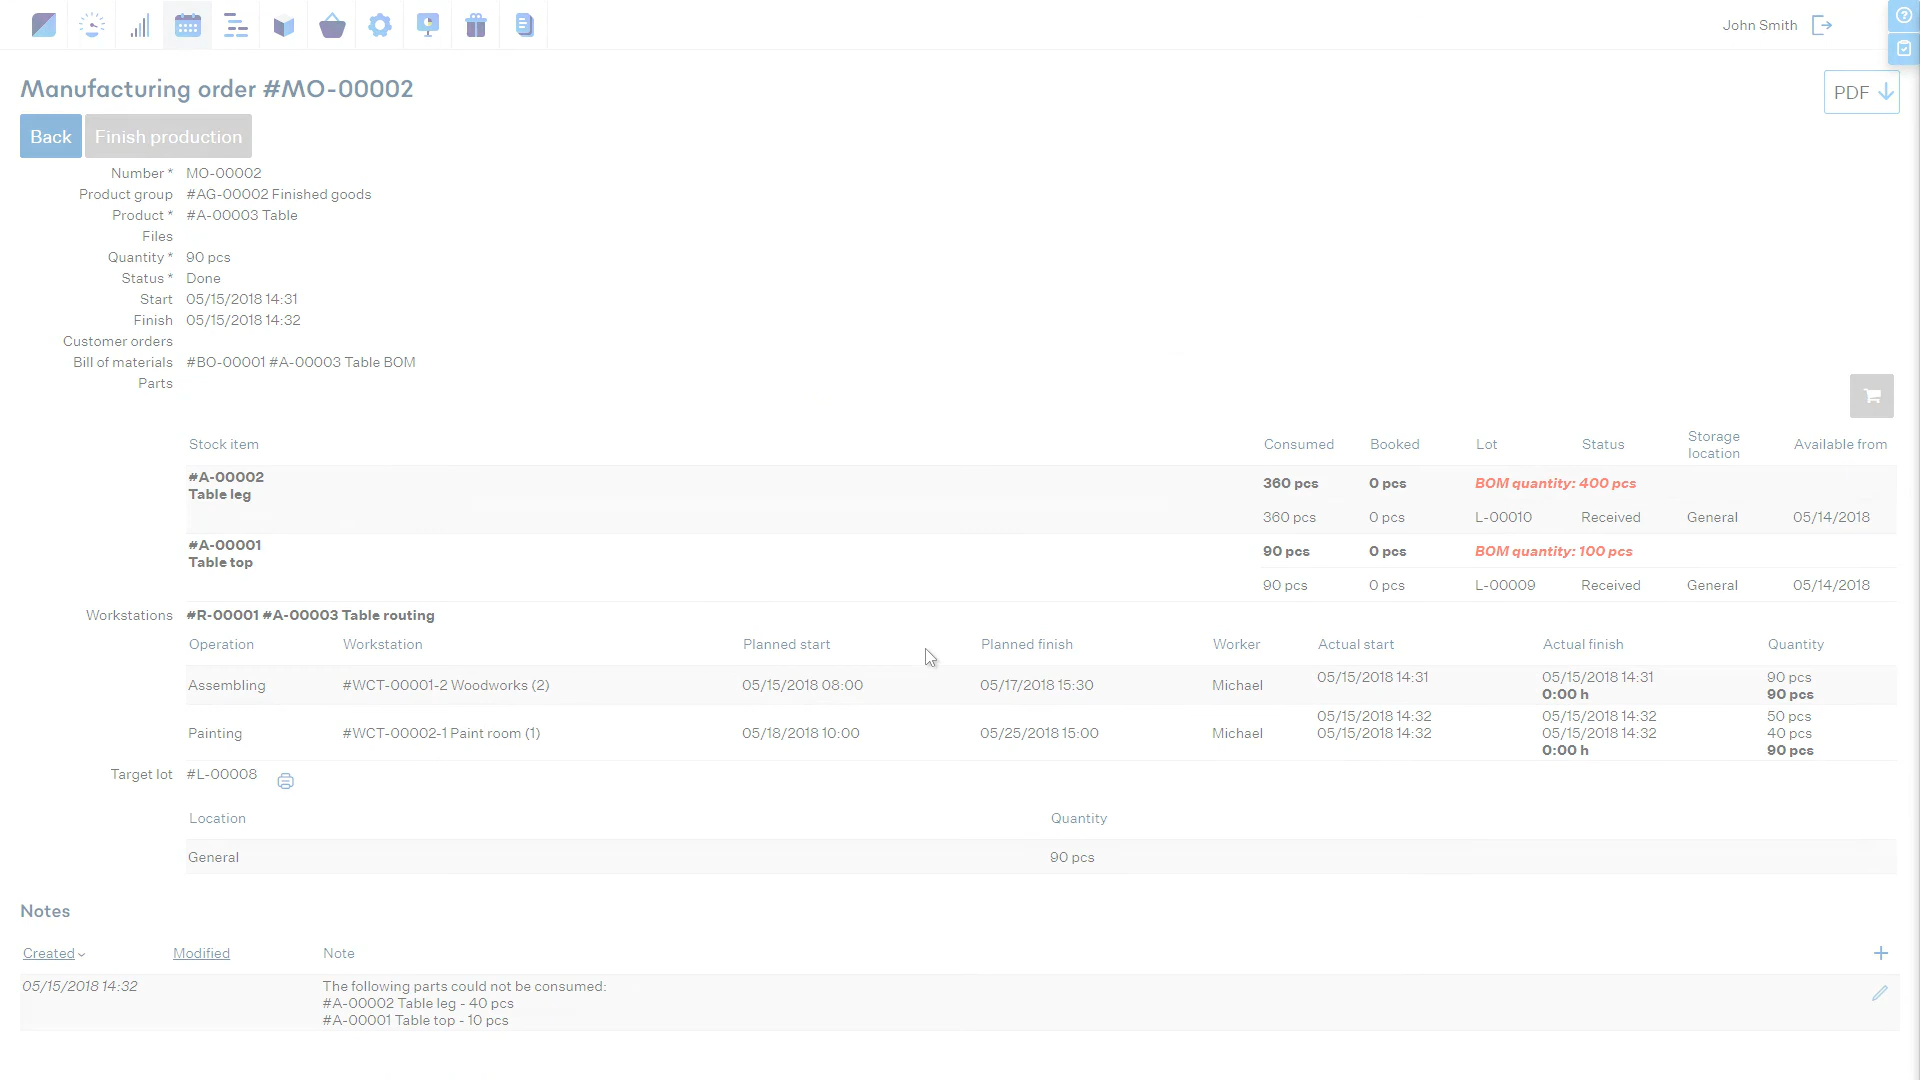 John Smith
Manufacturing order #MO-00002
PDF
Back Finish production
Number * MO-00002
Product group #AG-00002 Finished goods
Product * #A-00003 Table
Files
Quantity * 90 pcs
Status * Done
Start 05/15/2018 14:31
Finish 05/15/2018 14:32
Customer orders
Bill of materials #BO-00001 #A-00003 Table BOM
Parts
Stock item Consumed Booked Lot Status Storage location Available from
#A-00002 Table leg 360 pcs 0 pcs BOM quantity: 400 pcs
360 pcs 0 pcs L-00010 Received General 05/14/2018
#A-00001 Table top 90 pcs 0 pcs BOM quantity: 100 pcs
90 pcs 0 pcs L-00009 Received General 05/14/2018
Workstations #R-00001 #A-00003 Table routing
Operation Workstation Planned start Planned finish Worker Actual start Actual finish Quantity
Assembling #WCT-00001-2 Woodworks (2) 05/15/2018 08:00 05/17/2018 15:30 Michael 05/15/2018 14:31 05/15/2018 14:31 90 pcs
0:00 h 90 pcs
Painting #WCT-00002-1 Paint room (1) 05/18/2018 10:00 05/25/2018 15:00 Michael 05/15/2018 14:32 05/15/2018 14:32 50 pcs
05/15/2018 14:32 05/15/2018 14:32 40 pcs
0:00 h 90 pcs
Target lot #L-00008
Location Quantity
General 90 pcs
Notes
Created Modified Note
05/15/2018 14:32 The following parts could not be consumed:
#A-00002 Table leg - 40 pcs
#A-00001 Table top - 10 pcs